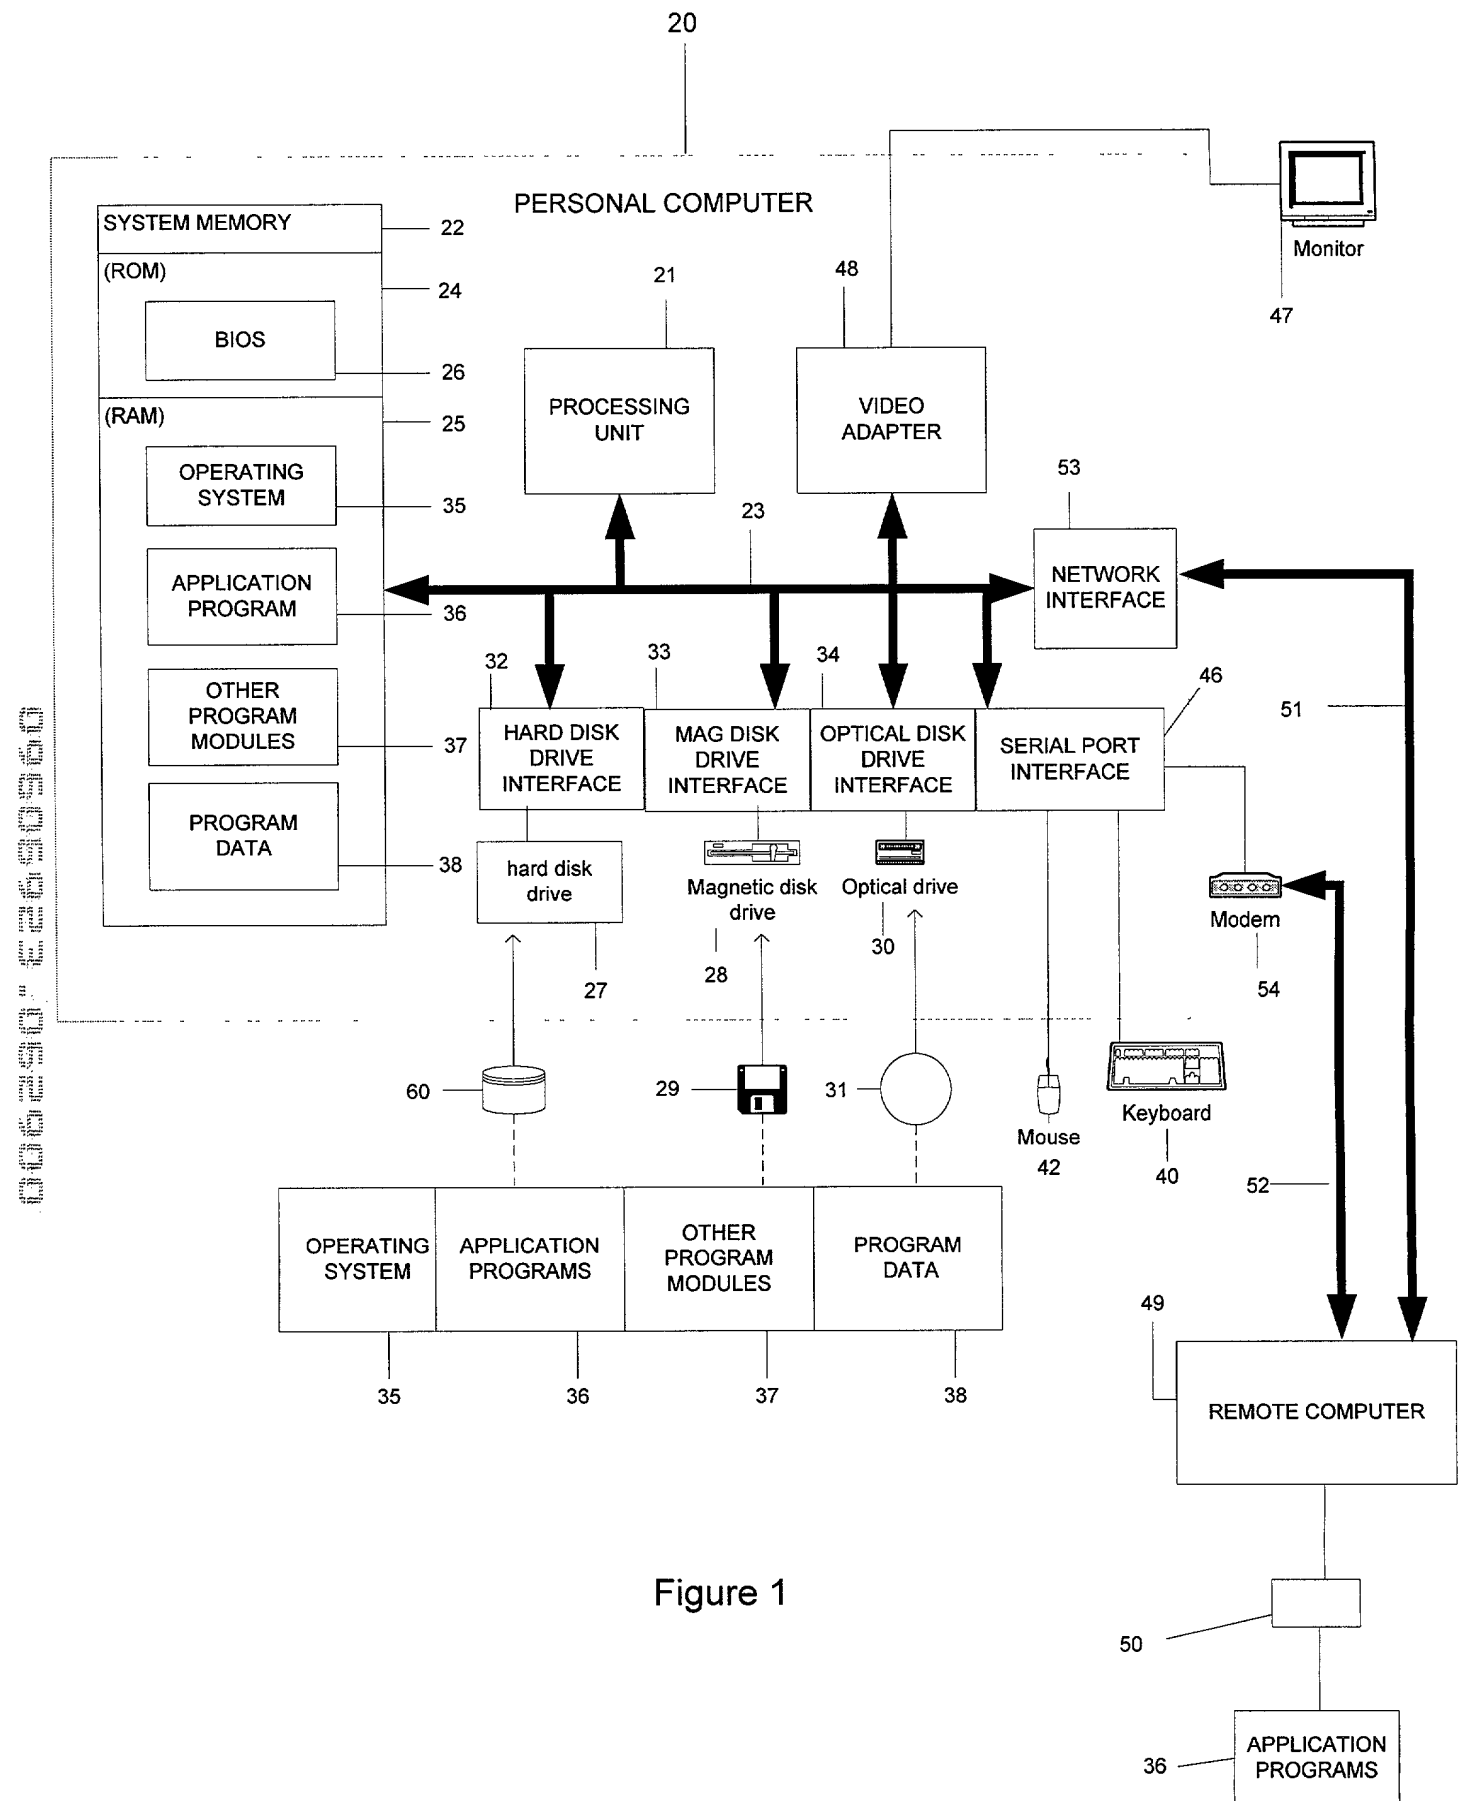 20
PERSONAL COMPUTER
SYSTEM MEMORY
22
(ROM)
24
BIOS
26
(RAM)
25
OPERATING
SYSTEM
35
APPLICATION
PROGRAM
36
OTHER
PROGRAM
MODULES
37
PROGRAM
DATA
38
21
PROCESSING
UNIT
48
VIDEO
ADAPTER
Monitor
47
23
53
NETWORK
INTERFACE
32
HARD DISK
DRIVE
INTERFACE
33
MAG DISK
DRIVE
INTERFACE
34
OPTICAL DISK
DRIVE
INTERFACE
46
SERIAL PORT
INTERFACE
51
hard disk
drive
27
Magnetic disk
drive
28
Optical drive
30
Modem
54
60
29
31
Mouse
42
Keyboard
40
52
OPERATING
SYSTEM
APPLICATION
PROGRAMS
OTHER
PROGRAM
MODULES
PROGRAM
DATA
35
36
37
38
49
REMOTE COMPUTER
Figure 1
50
36
APPLICATION
PROGRAMS